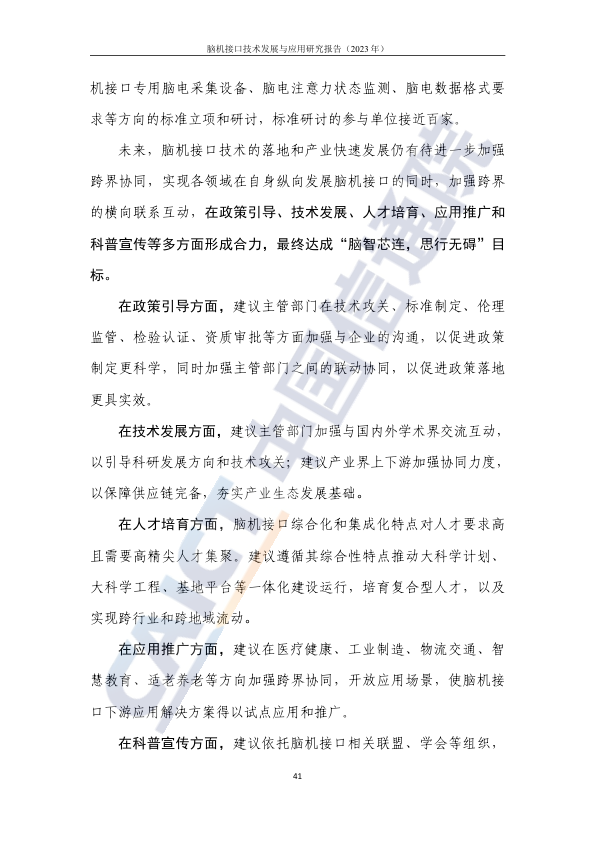 脑机接口技术发展与应用研究报告（2023 年）
机接口专用脑电采集设备、脑电注意力状态监测、脑电数据格式要
求等方向的标准立项和研讨，标准研讨的参与单位接近百家。
未来，脑机接口技术的落地和产业快速发展仍有待进一步加强
跨界协同，实现各领域在自身纵向发展脑机接口的同时，加强跨界
的横向联系互动，在政策引导、技术发展、人才培育、应用推广和
科普宣传等多方面形成合力，最终达成“脑智芯连，思行无碍”目
标。
在政策引导方面，建议主管部门在技术攻关、标准制定、伦理
监管、检验认证、资质审批等方面加强与企业的沟通，以促进政策
制定更科学，同时加强主管部门之间的联动协同，以促进政策落地
更具实效。
在技术发展方面，建议主管部门加强与国内外学术界交流互动，
以引导科研发展方向和技术攻关；建议产业界上下游加强协同力度，
以保障供应链完备，夯实产业生态发展基础。
在人才培育方面，脑机接口综合化和集成化特点对人才要求高
且需要高精尖人才集聚。建议遵循其综合性特点推动大科学计划、
大科学工程、基地平台等一体化建设运行，培育复合型人才，以及
实现跨行业和跨地域流动。
在应用推广方面，建议在医疗健康、工业制造、物流交通、智
慧教育、适老养老等方向加强跨界协同，开放应用场景，使脑机接
口下游应用解决方案得以试点应用和推广。
在科普宣传方面，建议依托脑机接口相关联盟、学会等组织，
41
CAICT 中国信通院